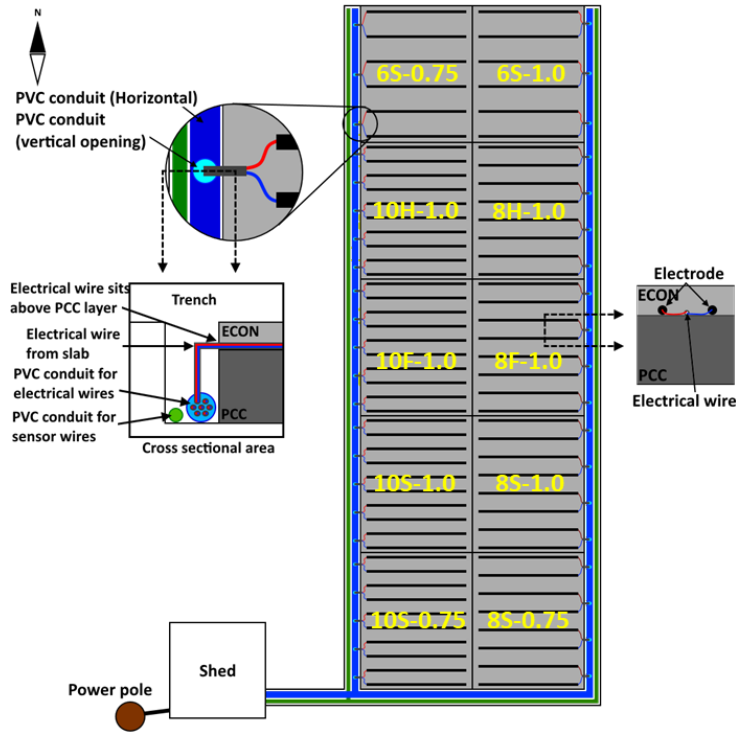 N
PVC conduit (Horizontal)
PVC conduit
(vertical opening)
6S-0.75
6S-1.0
10H-1.0
8H-1.0
Electrical wire sits
above PCC layer
Trench
ECON
Electrical wire
from slab
PVC conduit for
electrical wires
PVC conduit for
sensor wires
PCC
Cross sectional area
10F-1.0
8F-1.0
Electrode
ECON
PCC
Electrical wire
10S-1.0
8S-1.0
10S-0.75
8S-0.75
Shed
Power pole